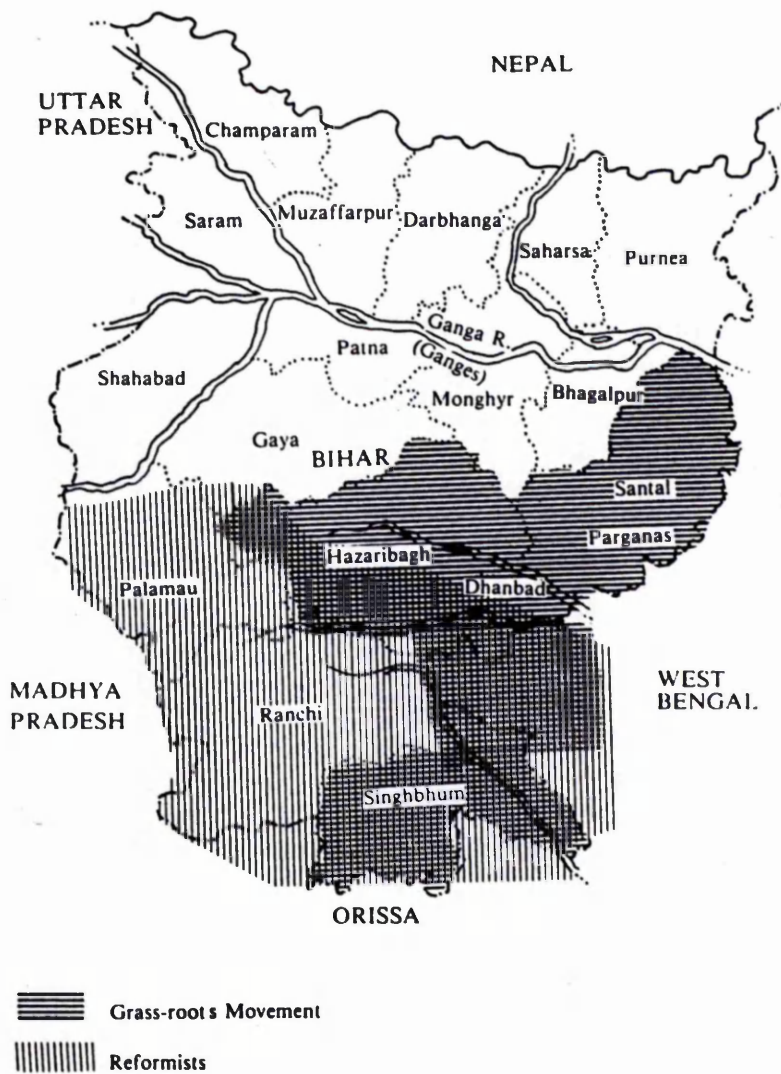 NEPAL
UTTAR
PRADESH
Champaram
Saram
Muzaffarpur
Darbhanga
Saharsa
Purnea
Ganga R.
(Ganges)
Patna
Shahabad
Monghyr
Bhagalpur
Gaya
BIHAR
Santal
Parganas
Hazaribagh
Dhanbad
Palamau
MADHYA
PRADESH
WEST
BENGAL
Ranchi
Singhbhum
ORISSA
Grass-roots Movement
Reformists